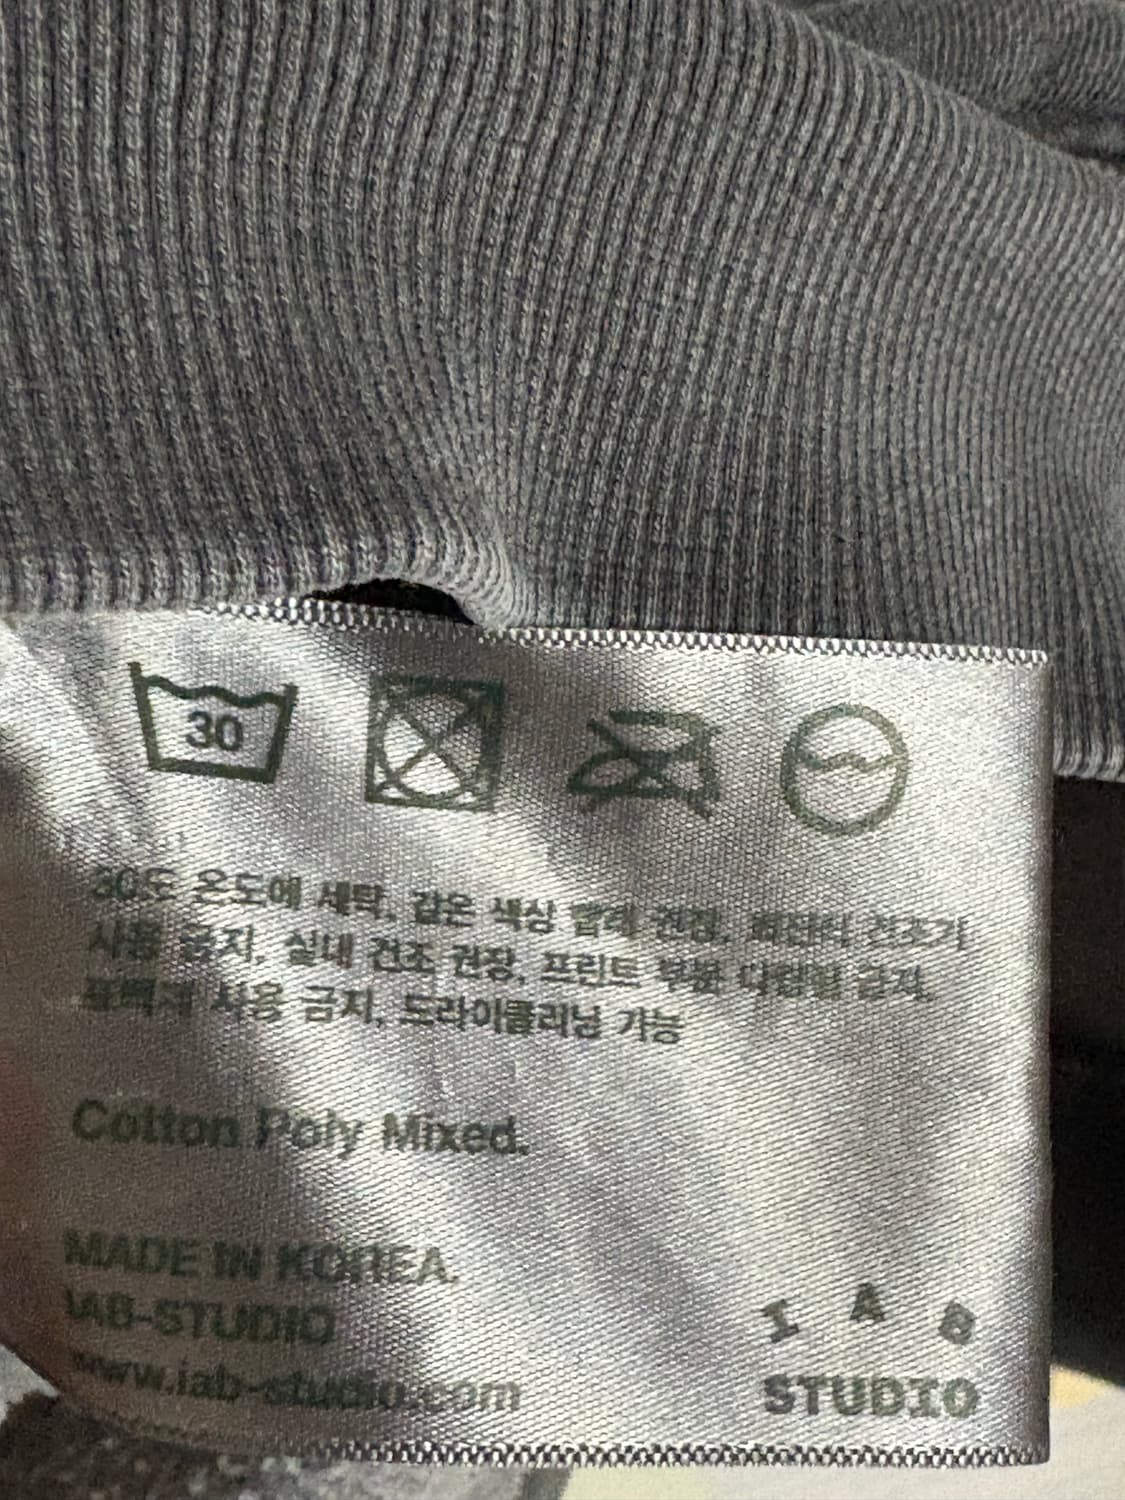 30
30도 온도에 세탁, 같은 색상 합레 권장, 회전식 건조기
사용 금지, 실내 건조 권장, 프린트 부분 다림질 금지,
표백제 사용 금지, 드라이클리닝 가능
Cotton Poly Mixed.
MADE IN KOREA.
IAB-STUDIO
www.iab-studio.com
I A B
STUDIO